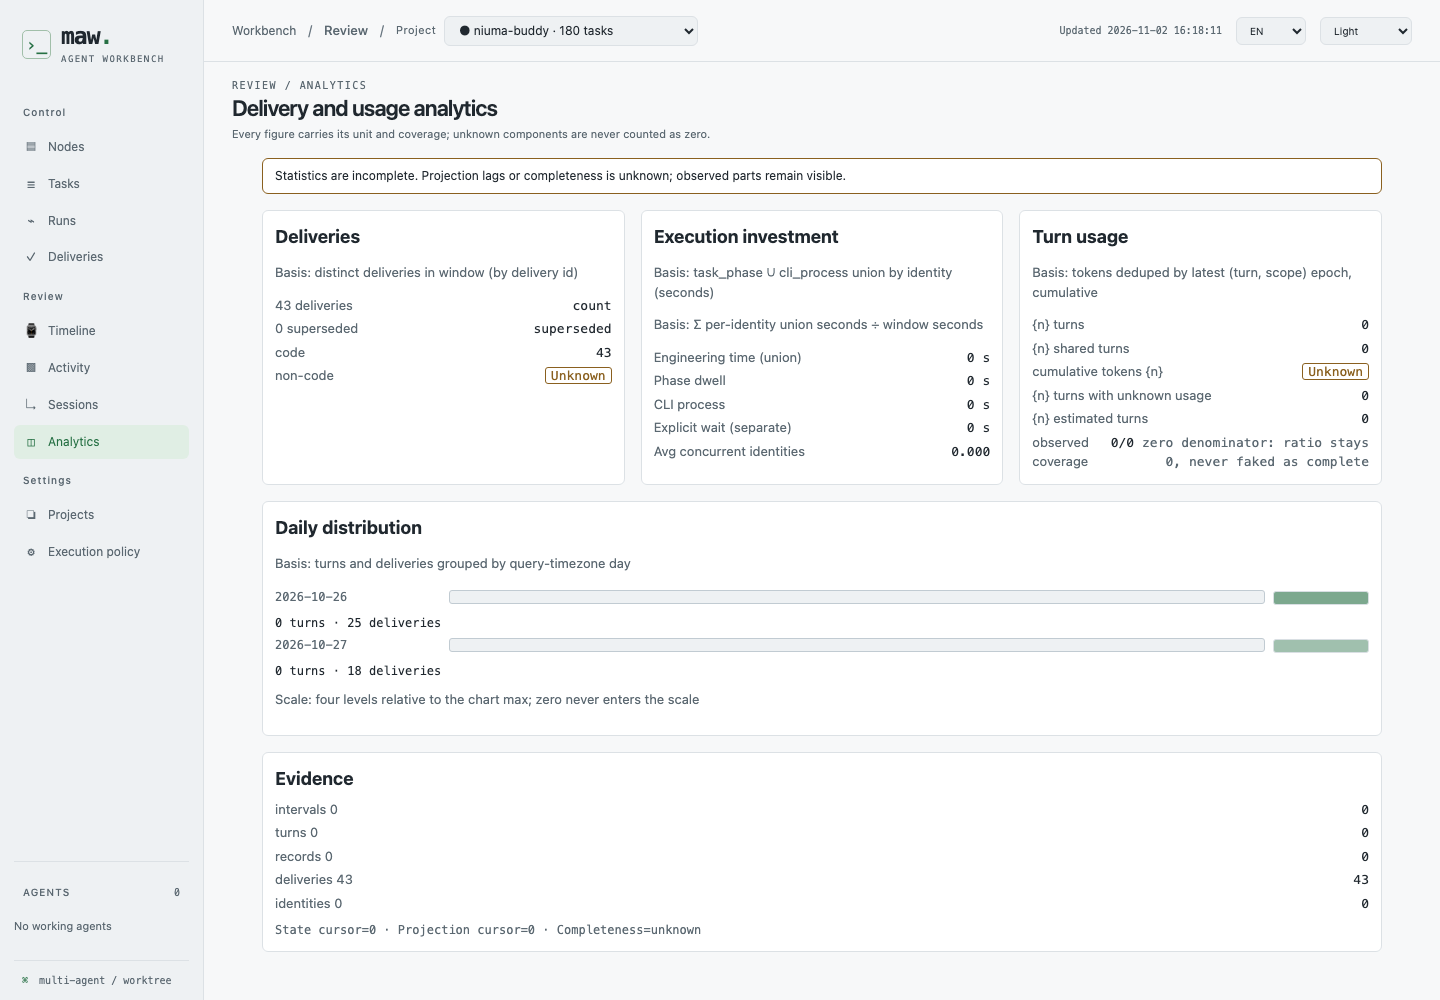 maw.
AGENT WORKBENCH
Control
Nodes
Tasks
Runs
Deliveries
Review
Timeline
Activity
Sessions
Analytics
Settings
Projects
Execution policy
AGENTS 0
No working agents
multi-agent / worktree
Workbench / Review / Project niuma-buddy · 180 tasks
Updated 2026-11-02 16:18:11 EN Light
REVIEW / ANALYTICS
Delivery and usage analytics
Every figure carries its unit and coverage; unknown components are never counted as zero.
Statistics are incomplete. Projection lags or completeness is unknown; observed parts remain visible.
Deliveries
Basis: distinct deliveries in window (by delivery id)
43 deliveries count
0 superseded superseded
code 43
non-code Unknown
Execution investment
Basis: task_phase ∪ cli_process union by identity
(seconds)
Basis: Σ per-identity union seconds ÷ window seconds
Engineering time (union) 0 s
Phase dwell 0 s
CLI process 0 s
Explicit wait (separate) 0 s
Avg concurrent identities 0.000
Turn usage
Basis: tokens deduped by latest (turn, scope) epoch,
cumulative
{n} turns 0
{n} shared turns 0
cumulative tokens {n} Unknown
{n} turns with unknown usage 0
{n} estimated turns 0
observed 0/0 zero denominator: ratio stays
coverage 0, never faked as complete
Daily distribution
Basis: turns and deliveries grouped by query-timezone day
2026-10-26
0 turns · 25 deliveries
2026-10-27
0 turns · 18 deliveries
Scale: four levels relative to the chart max; zero never enters the scale
Evidence
intervals 0 0
turns 0 0
records 0 0
deliveries 43 43
identities 0 0
State cursor=0 · Projection cursor=0 · Completeness=unknown